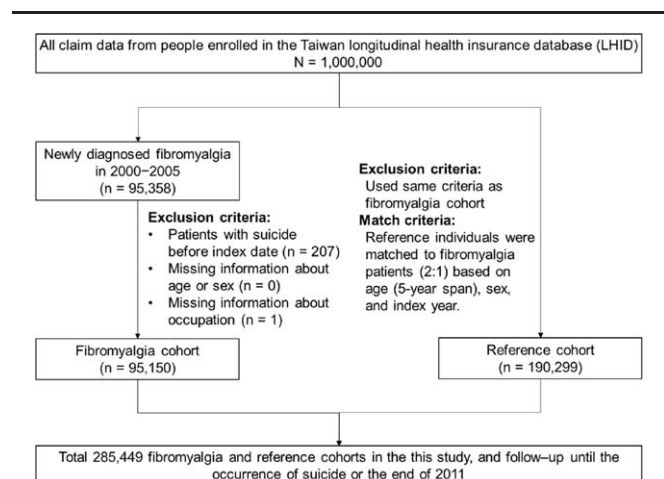 All claim data from people enrolled in the Taiwan longitudinal health insurance database (LHID)
N = 1,000,000
Newly diagnosed fibromyalgia
in 2000−2005
(n = 95,358)
Exclusion criteria:
• Patients with suicide
before index date (n = 207)
• Missing information about
age or sex (n = 0)
• Missing information about
occupation (n = 1)
Exclusion criteria:
Used same criteria as
fibromyalgia cohort
Match criteria:
Reference individuals were
matched to fibromyalgia
patients (2:1) based on
age (5-year span), sex,
and index year.
Fibromyalgia cohort
(n = 95,150)
Reference cohort
(n = 190,299)
Total 285,449 fibromyalgia and reference cohorts in the this study, and follow–up until the
occurrence of suicide or the end of 2011